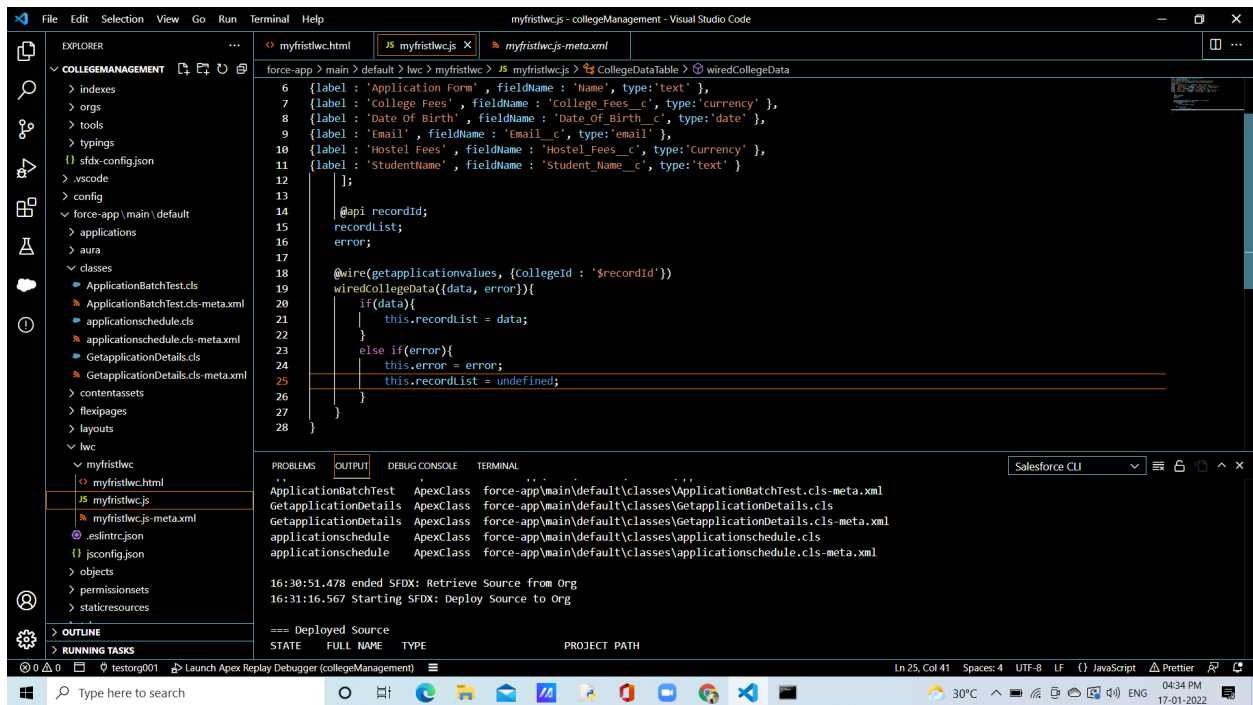 File Edit Selection View Go Run Terminal Help
myfristlwc.js - collegeManagement - Visual Studio Code
EXPLORER
COLLEGEMANAGEMENT
indexes
orgs
tools
typings
{} sfdx-config.json
.vscode
config
force-app\main\default
applications
aura
classes
ApplicationBatchTest.cls
ApplicationBatchTest.cls-meta.xml
applicationschedule.cls
applicationschedule.cls-meta.xml
GetapplicationDetails.cls
GetapplicationDetails.cls-meta.xml
contentassets
flexipages
layouts
lwc
myfristlwc
<> myfristlwc.html
JS myfristlwc.js
myfristlwc.js-meta.xml
.eslintrc.json
{} jsconfig.json
objects
permissionsets
staticresources
OUTLINE
RUNNING TASKS
<> myfristlwc.html JS myfristlwc.js myfristlwc.js-meta.xml
force-app > main > default > lwc > myfristlwc > JS myfristlwc.js > CollegeDataTable > wiredCollegeData
6 {label : 'Application Form' , fieldName : 'Name', type:'text' },
7 {label : 'College Fees' , fieldName : 'College_Fees__c', type:'currency' },
8 {label : 'Date Of Birth' , fieldName : 'Date_Of_Birth__c', type:'date' },
9 {label : 'Email' , fieldName : 'Email__c', type:'email' },
10 {label : 'Hostel Fees' , fieldName : 'Hostel_Fees__c', type:'Currency' },
11 {label : 'StudentName' , fieldName : 'Student_Name__c', type:'text' }
12 ];
13
14 @api recordId;
15 recordList;
16 error;
17
18 @wire(getapplicationvalues, {CollegeId : '$recordId'})
19 wiredCollegeData({data, error}){
20 if(data){
21 this.recordList = data;
22 }
23 else if(error){
24 this.error = error;
25 this.recordList = undefined;
26 }
27 }
28 }
PROBLEMS OUTPUT DEBUG CONSOLE TERMINAL
Salesforce CLI
ApplicationBatchTest ApexClass force-app\main\default\classes\ApplicationBatchTest.cls-meta.xml
GetapplicationDetails ApexClass force-app\main\default\classes\GetapplicationDetails.cls
GetapplicationDetails ApexClass force-app\main\default\classes\GetapplicationDetails.cls-meta.xml
applicationschedule ApexClass force-app\main\default\classes\applicationschedule.cls
applicationschedule ApexClass force-app\main\default\classes\applicationschedule.cls-meta.xml
16:30:51.478 ended SFDX: Retrieve Source from Org
16:31:16.567 Starting SFDX: Deploy Source to Org
=== Deployed Source
STATE FULL NAME TYPE PROJECT PATH
0 0 testorg001 Launch Apex Replay Debugger (collegeManagement)
Ln 25, Col 41 Spaces: 4 UTF-8 LF {} JavaScript Prettier
Type here to search
30°C ENG
04:34 PM
17-01-2022